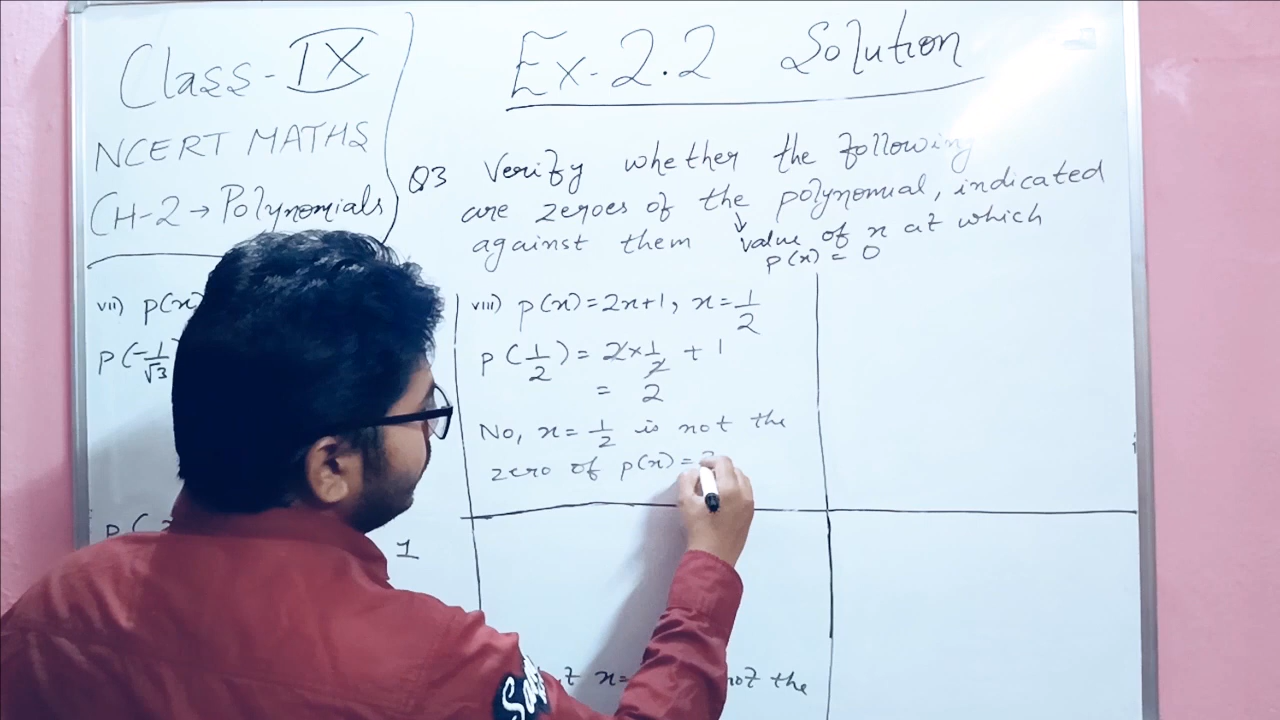 Class-IX
NCERT MATHS
CH-2 → Polynomials
Ex-2.2 Solution
Q3 Verify whether the following
are zeroes of the polynomial, indicated
against them
value of x at which
p(x) = 0
vii) p(x)
P(-1/√3)
P(
1
viii) p(x)=2x+1, x=1/2
P(1/2)=2×1/2+1
= 2
No, x=1/2 is not the
zero of p(x)=2
x=
not the